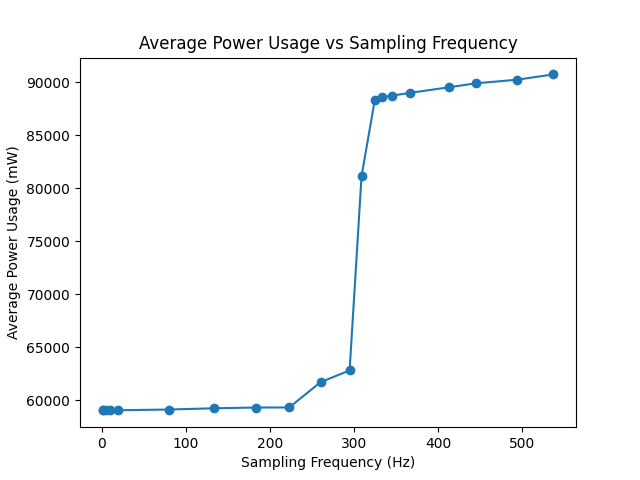 Average Power Usage vs Sampling Frequency
90000
85000
80000
75000
70000
65000
60000
Average Power Usage (mW)
0 100 200 300 400 500
Sampling Frequency (Hz)